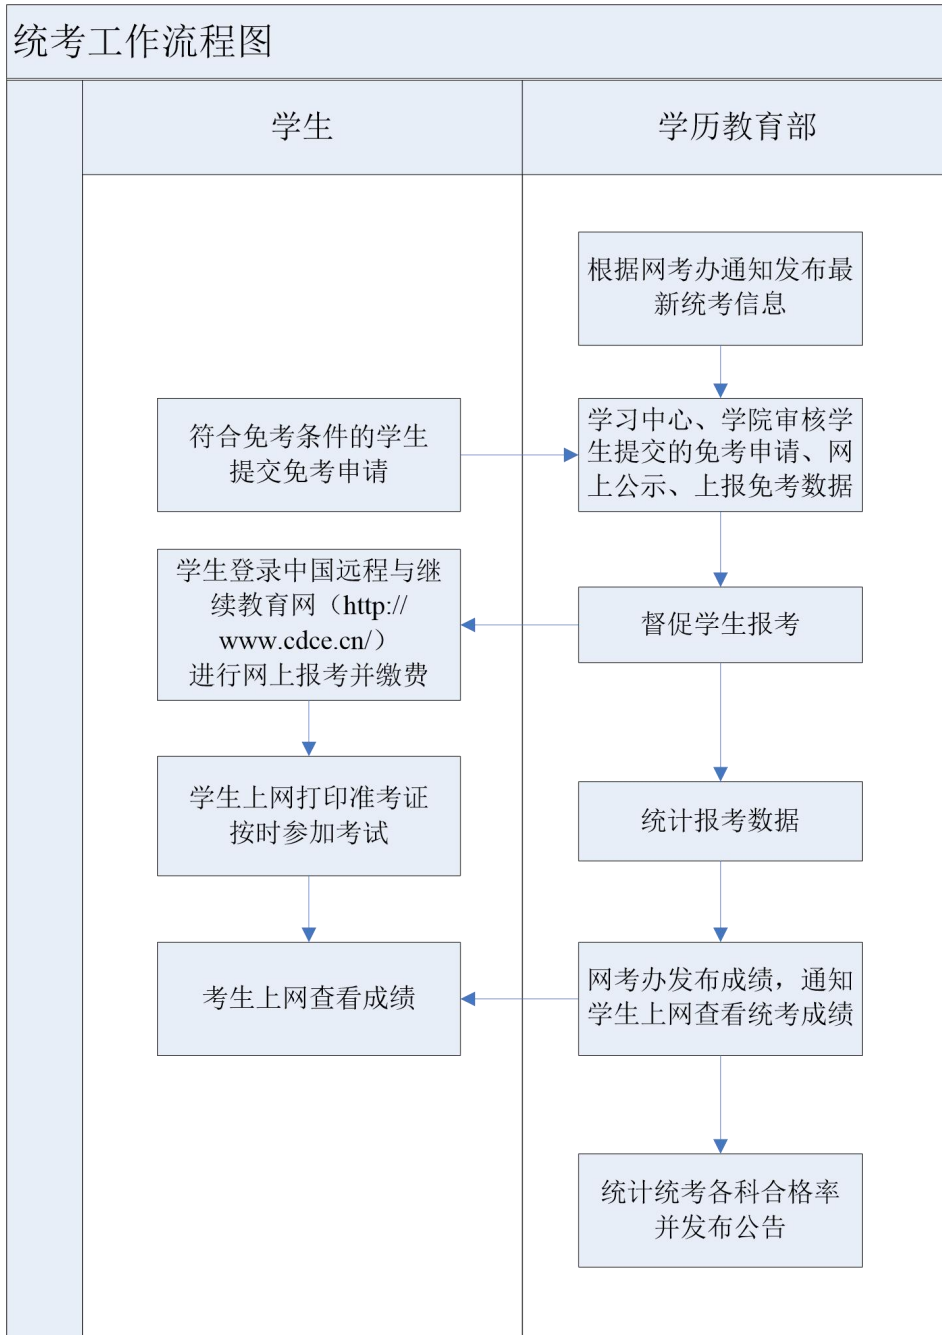 统考工作流程图
学生
学历教育部
根据网考办通知发布最
新统考信息
符合免考条件的学生
提交免考申请
学习中心、学院审核学
生提交的免考申请、网
上公示、上报免考数据
学生登录中国远程与继
续教育网（http://
www.cdce.cn/）
进行网上报考并缴费
督促学生报考
学生上网打印准考证
按时参加考试
统计报考数据
考生上网查看成绩
网考办发布成绩，通知
学生上网查看统考成绩
统计统考各科合格率
并发布公告